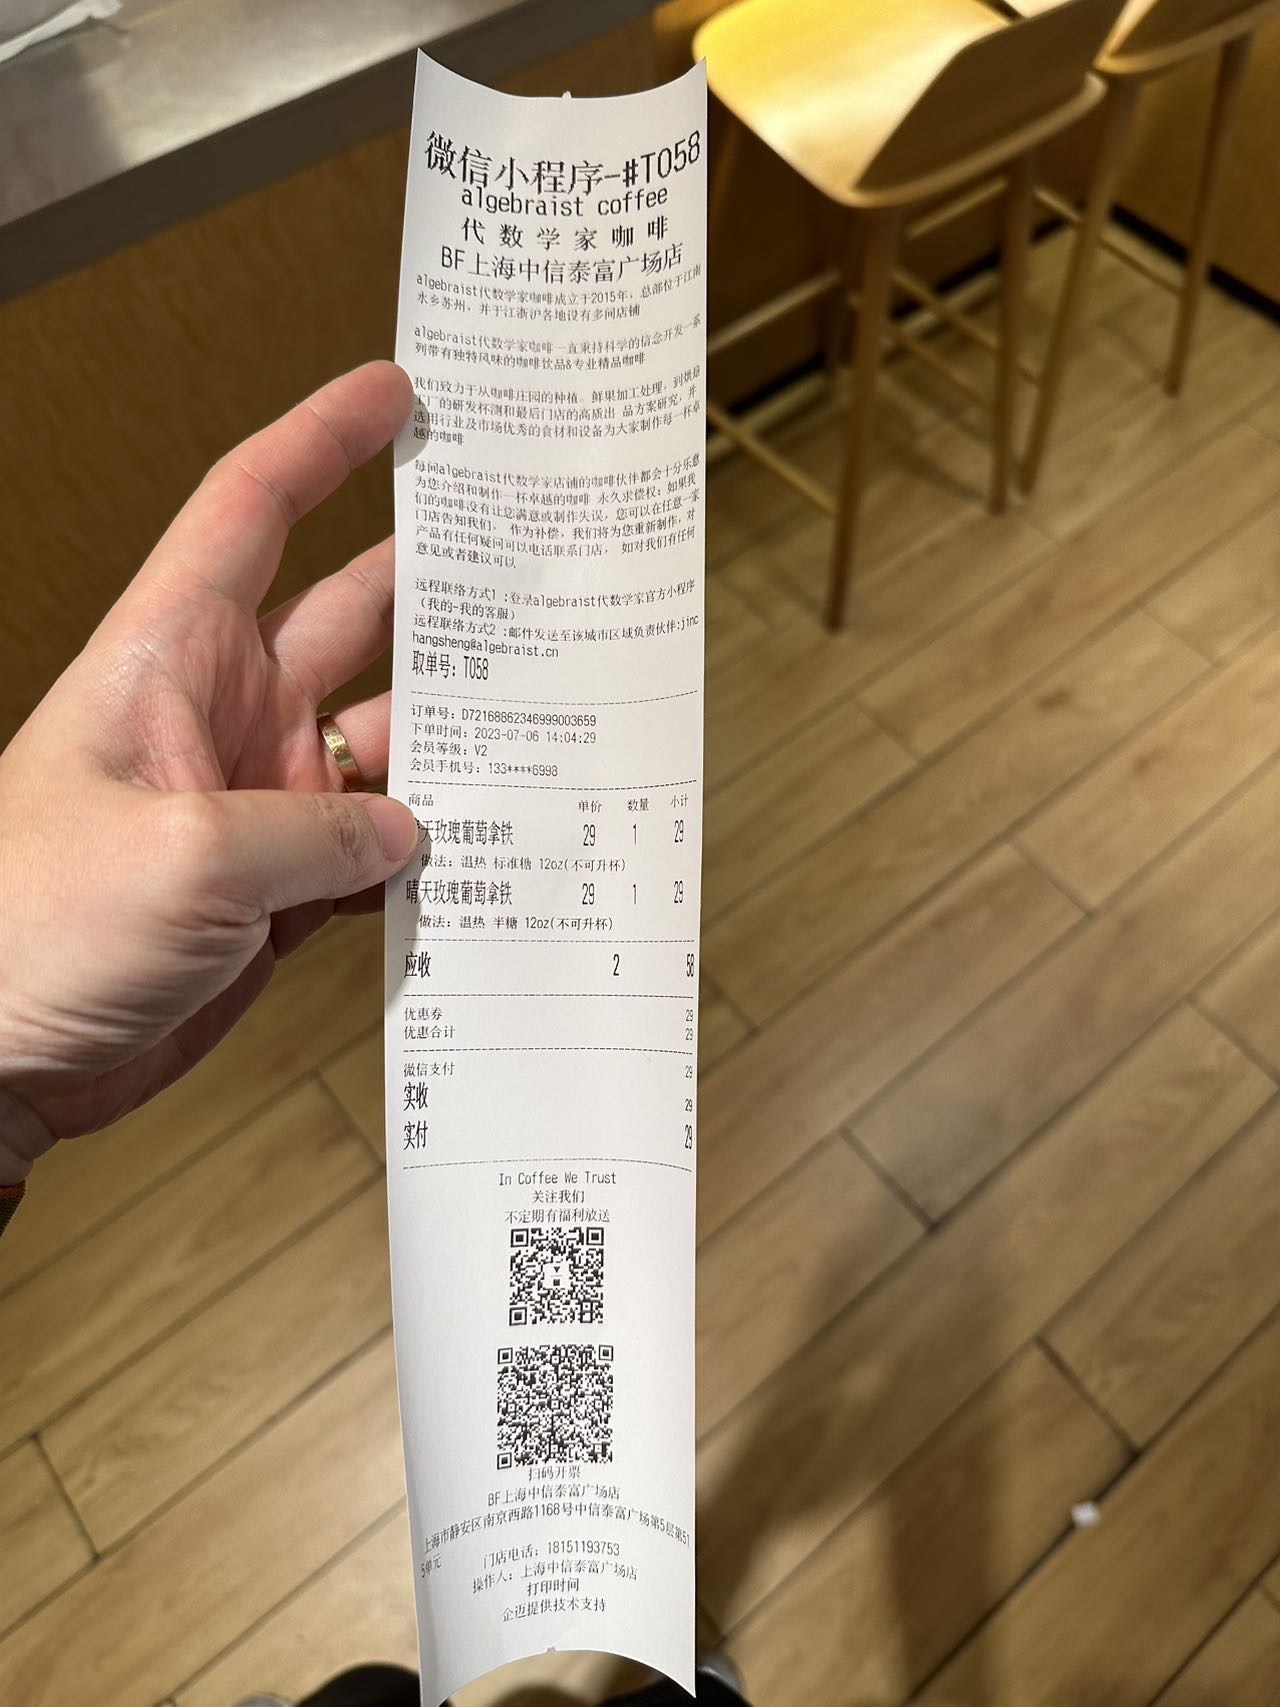 微信小程序-#T058
algebraist coffee
代数学家咖啡
BF上海中信泰富广场店
algebraist代数学家咖啡成立于2015年，总部位于江南
水乡苏州，并于江浙沪各地设有多间店铺
algebraist代数学家咖啡一直秉持科学的信念开发一系
列带有独特风味的咖啡饮品&专业精品咖啡
我们致力于从咖啡庄园的种植。鲜果加工处理，到烘焙
工厂的研发杯测和最后门店的高质出 品方案研究，并
选用行业及市场优秀的食材和设备为大家制作每一杯卓
越的咖啡
每间algebraist代数学家店铺的咖啡伙伴都会十分乐意
为您介绍和制作一杯卓越的咖啡 永久求偿权：如果我
们的咖啡没有让您满意或制作失误，您可以在任意一家
门店告知我们， 作为补偿，我们将为您重新制作，对
产品有任何疑问可以电话联系门店， 如对我们有任何
意见或者建议可以
远程联络方式1 :登录algebraist代数学家官方小程序
（我的-我的客服）
远程联络方式2 :邮件发送至该城市区域负责伙伴:jinc
hangsheng@algebraist.cn
取单号: T058
订单号: D72168862346999003659
下单时间: 2023-07-06 14:04:29
会员等级: V2
会员手机号: 133****6998
商品 单价 数量 小计
天玫瑰葡萄拿铁 29 1 29
做法: 温热 标准糖 12oz(不可升杯)
晴天玫瑰葡萄拿铁 29 1 29
做法: 温热 半糖 12oz(不可升杯)
应收 2 58
优惠券 29
优惠合计 29
微信支付 29
实收 29
实付 29
In Coffee We Trust
关注我们
不定期有福利放送
扫码开票
BF上海中信泰富广场店
上海市静安区南京西路1168号中信泰富广场第5层第51
5单元
门店电话: 18151193753
操作人: 上海中信泰富广场店
打印时间
企迈提供技术支持